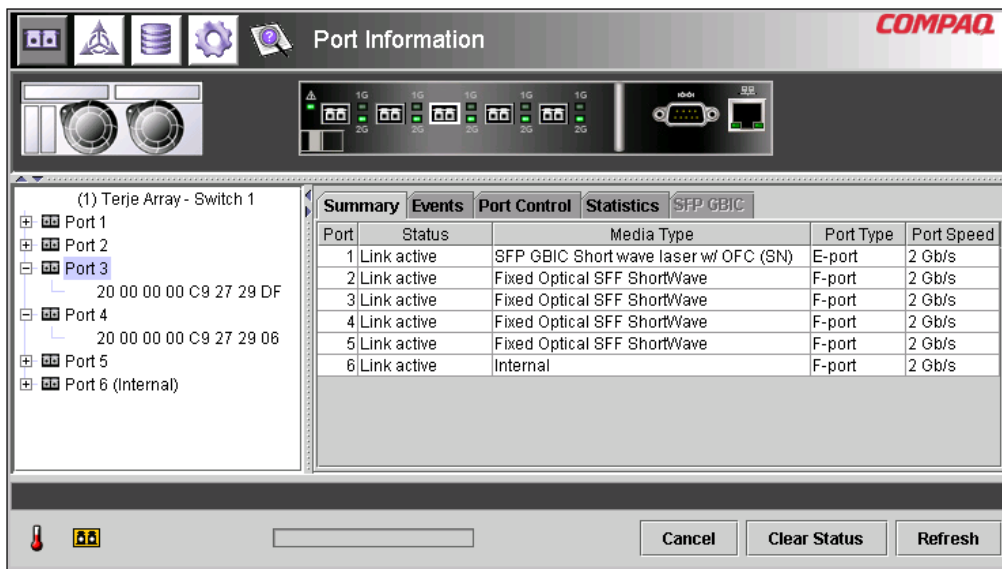 Port Information
COMPAQ
1G 1G 1G 1G 1G
2G 2G 2G 2G 2G
(1) Terje Array - Switch 1
Port 1
Port 2
Port 3
20 00 00 00 C9 27 29 DF
Port 4
20 00 00 00 C9 27 29 06
Port 5
Port 6 (Internal)
Summary Events Port Control Statistics SFP GBIC
Port Status Media Type Port Type Port Speed
1 Link active SFP GBIC Short wave laser w/ OFC (SN) E-port 2 Gb/s
2 Link active Fixed Optical SFF ShortWave F-port 2 Gb/s
3 Link active Fixed Optical SFF ShortWave F-port 2 Gb/s
4 Link active Fixed Optical SFF ShortWave F-port 2 Gb/s
5 Link active Fixed Optical SFF ShortWave F-port 2 Gb/s
6 Link active Internal F-port 2 Gb/s
Cancel Clear Status Refresh